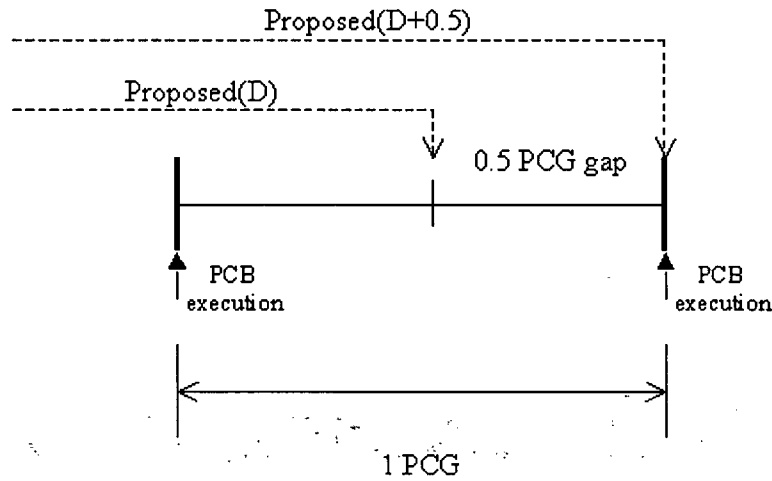 Proposed(D+0.5)
Proposed(D)
0.5 PCG gap
PCB
execution
PCB
execution
1 PCG